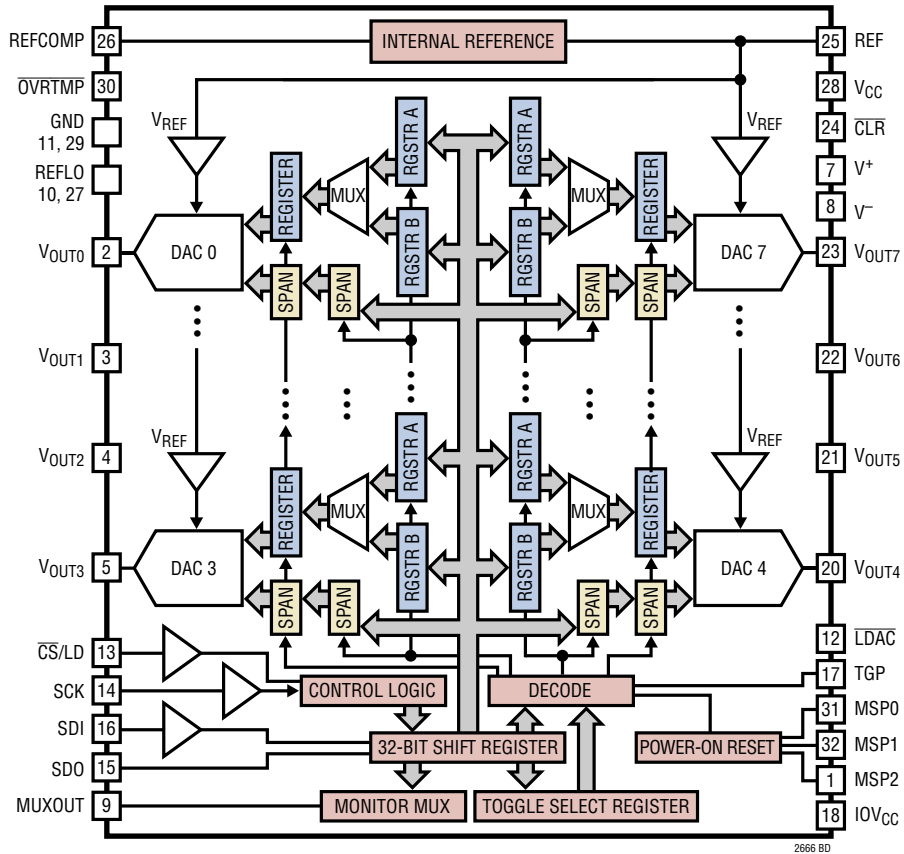 REFCOMP 26
INTERNAL REFERENCE
25 REF
OVRTMP 30
28 VCC
GND
11, 29
VREF
VREF
24 CLR
REFLO
10, 27
7 V+
8 V–
REGISTER
MUX
RGSTR A
RGSTR A
MUX
REGISTER
VOUT0 2
DAC 0
RGSTR B
RGSTR B
DAC 7
23 VOUT7
SPAN
SPAN
SPAN
SPAN
VOUT1 3
22 VOUT6
VREF
VREF
VOUT2 4
21 VOUT5
REGISTER
MUX
RGSTR A
RGSTR A
MUX
REGISTER
VOUT3 5
DAC 3
RGSTR B
RGSTR B
DAC 4
20 VOUT4
SPAN
SPAN
SPAN
SPAN
CS/LD 13
12 LDAC
SCK 14
CONTROL LOGIC
DECODE
17 TGP
31 MSP0
SDI 16
32-BIT SHIFT REGISTER
POWER-ON RESET
32 MSP1
SDO 15
1 MSP2
MUXOUT 9
MONITOR MUX
TOGGLE SELECT REGISTER
18 IOVCC
2666 BD